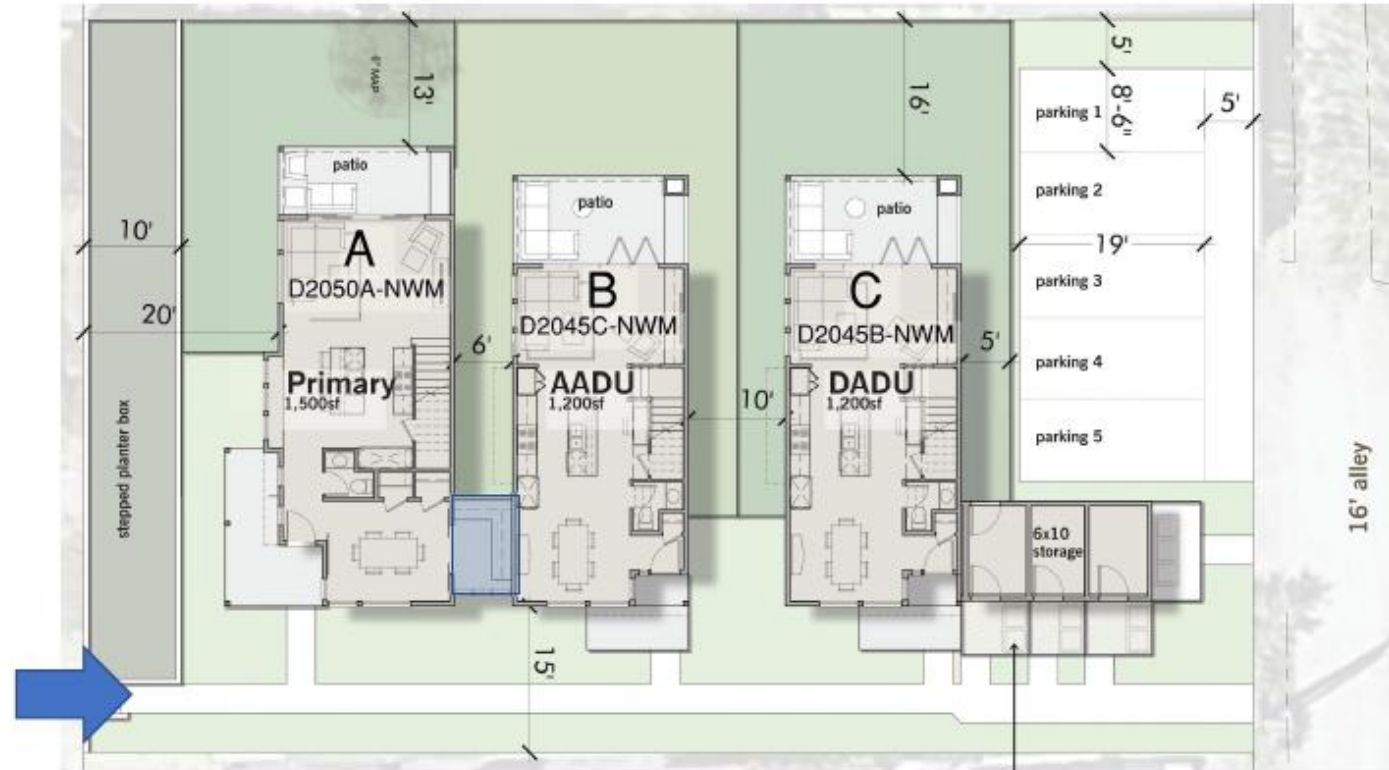 13'
6" MAP
16'
5'
8'-6"
5'
parking 1
parking 2
19'
parking 3
parking 4
parking 5
patio
patio
patio
10'
20'
A
D2050A-NWM
Primary
1,500sf
6'
B
D2045C-NWM
AADU
1,200sf
10'
C
D2045B-NWM
DADU
1,200sf
5'
stepped planter box
6x10
storage
15'
16' alley